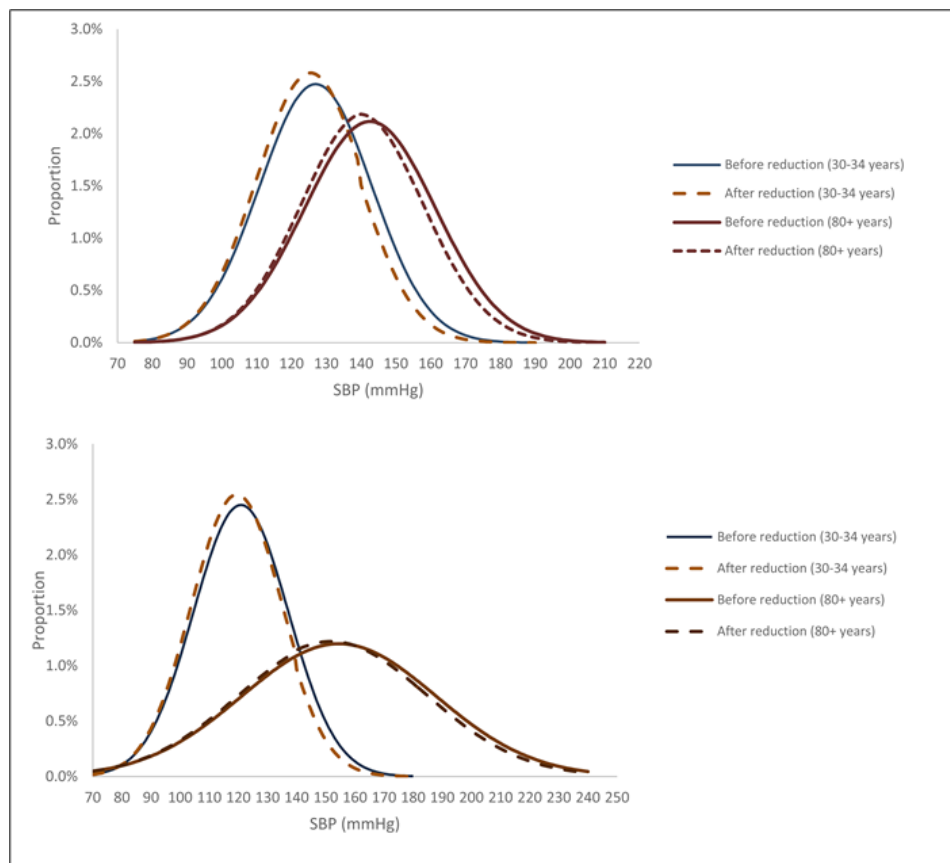 3.0%
2.5%
2.0%
1.5%
1.0%
0.5%
0.0%
Proportion
70 80 90 100 110 120 130 140 150 160 170 180 190 200 210 220
SBP (mmHg)
Before reduction (30-34 years)
After reduction (30-34 years)
Before reduction (80+ years)
After reduction (80+ years)
3.0%
2.5%
2.0%
1.5%
1.0%
0.5%
0.0%
Proportion
70 80 90 100 110 120 130 140 150 160 170 180 190 200 210 220 230 240 250
SBP (mmHg)
Before reduction (30-34 years)
After reduction (30-34 years)
Before reduction (80+ years)
After reduction (80+ years)